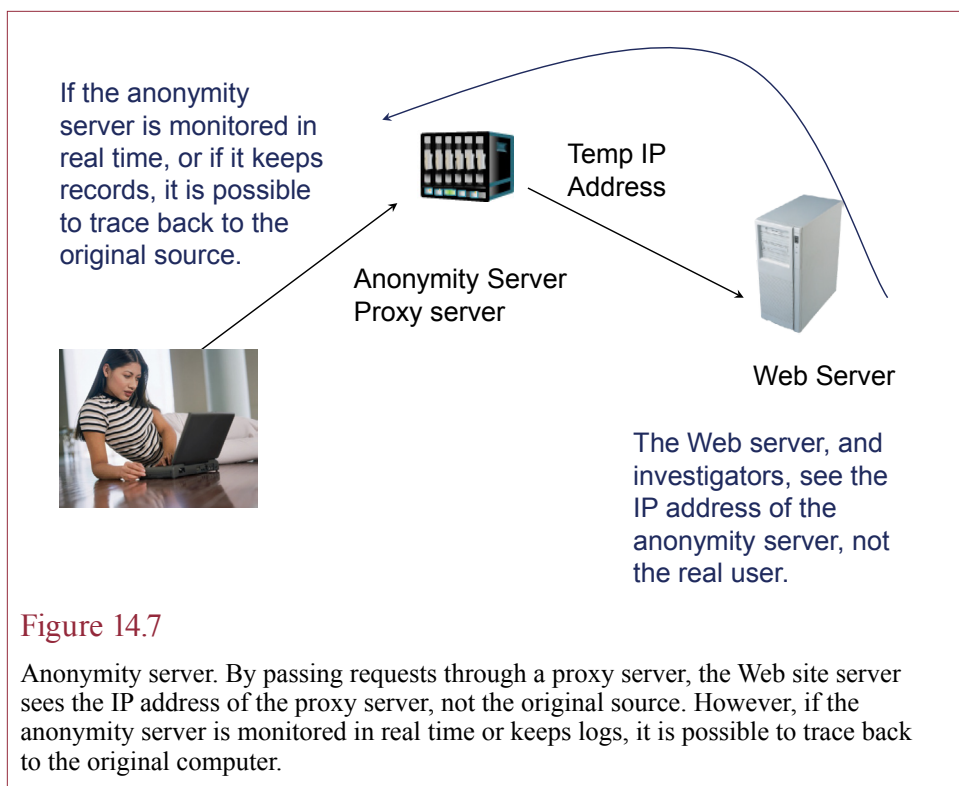 If the anonymity
server is monitored in
real time, or if it keeps
records, it is possible
to trace back to the
original source.
Temp IP
Address
Anonymity Server
Proxy server
Web Server
The Web server, and
investigators, see the
IP address of the
anonymity server, not
the real user.
Figure 14.7
Anonymity server. By passing requests through a proxy server, the Web site server
sees the IP address of the proxy server, not the original source. However, if the
anonymity server is monitored in real time or keeps logs, it is possible to trace back
to the original computer.